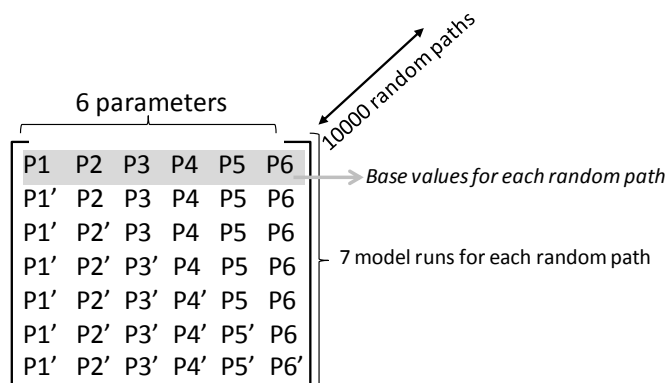 10000 random paths
6 parameters
P1 P2 P3 P4 P5 P6
Base values for each random path
P1’ P2 P3 P4 P5 P6
P1’ P2’ P3 P4 P5 P6
P1’ P2’ P3’ P4 P5 P6
7 model runs for each random path
P1’ P2’ P3’ P4’ P5 P6
P1’ P2’ P3’ P4’ P5’ P6
P1’ P2’ P3’ P4’ P5’ P6’